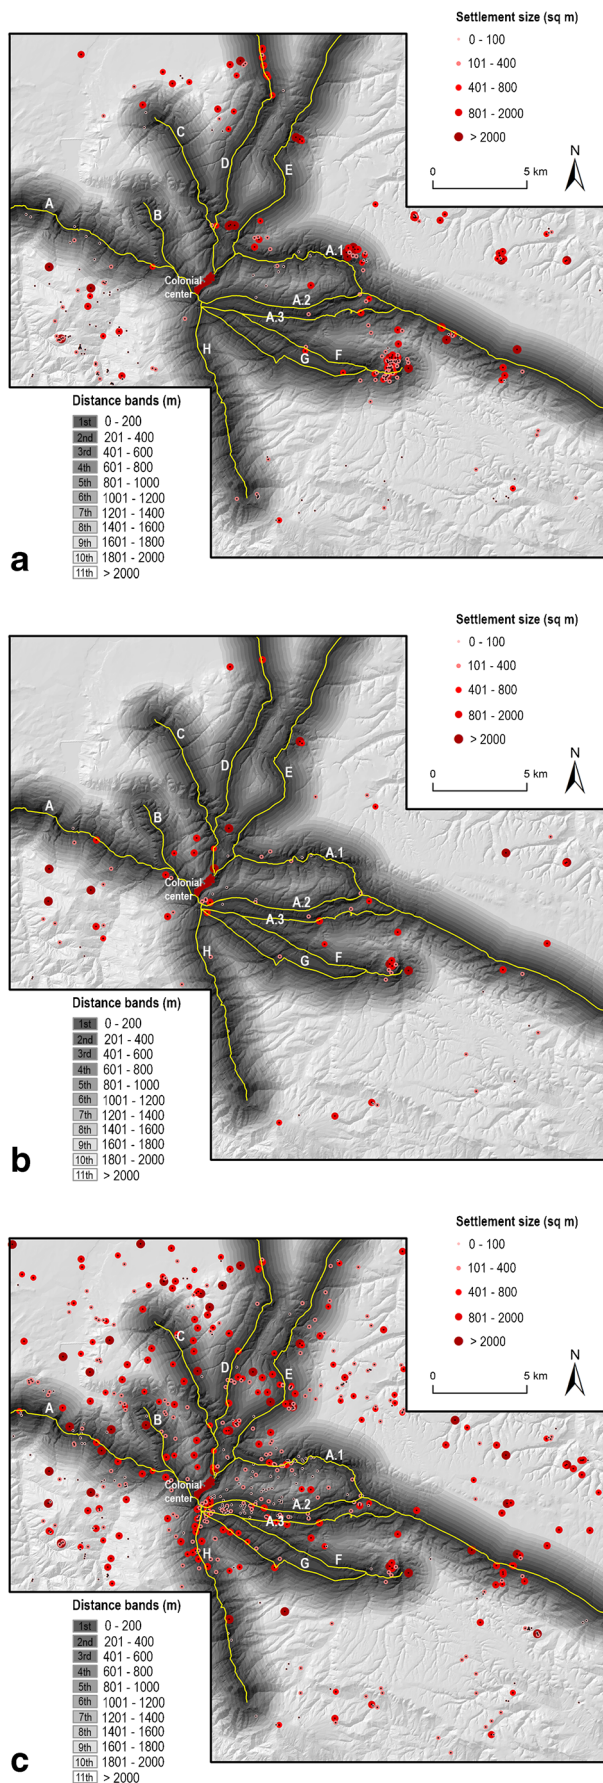 Settlement size (sq m)
0 - 100
101 - 400
401 - 800
801 - 2000
> 2000
N
0 5 km
C
D
E
A
B
A.1
Colonial
center
A.2
A.3
H
F
G
Distance bands (m)
1st 0 - 200
2nd 201 - 400
3rd 401 - 600
4th 601 - 800
5th 801 - 1000
6th 1001 - 1200
7th 1201 - 1400
8th 1401 - 1600
9th 1601 - 1800
10th 1801 - 2000
11th > 2000
a
Settlement size (sq m)
0 - 100
101 - 400
401 - 800
801 - 2000
> 2000
N
0 5 km
C
D
E
A
B
A.1
Colonial
center
A.2
A.3
H
F
G
Distance bands (m)
1st 0 - 200
2nd 201 - 400
3rd 401 - 600
4th 601 - 800
5th 801 - 1000
6th 1001 - 1200
7th 1201 - 1400
8th 1401 - 1600
9th 1601 - 1800
10th 1801 - 2000
11th > 2000
b
Settlement size (sq m)
0 - 100
101 - 400
401 - 800
801 - 2000
> 2000
N
0 5 km
C
D
E
A
B
A.1
Colonial
center
A.2
A.3
H
F
G
Distance bands (m)
1st 0 - 200
2nd 201 - 400
3rd 401 - 600
4th 601 - 800
5th 801 - 1000
6th 1001 - 1200
7th 1201 - 1400
8th 1401 - 1600
9th 1601 - 1800
10th 1801 - 2000
11th > 2000
c